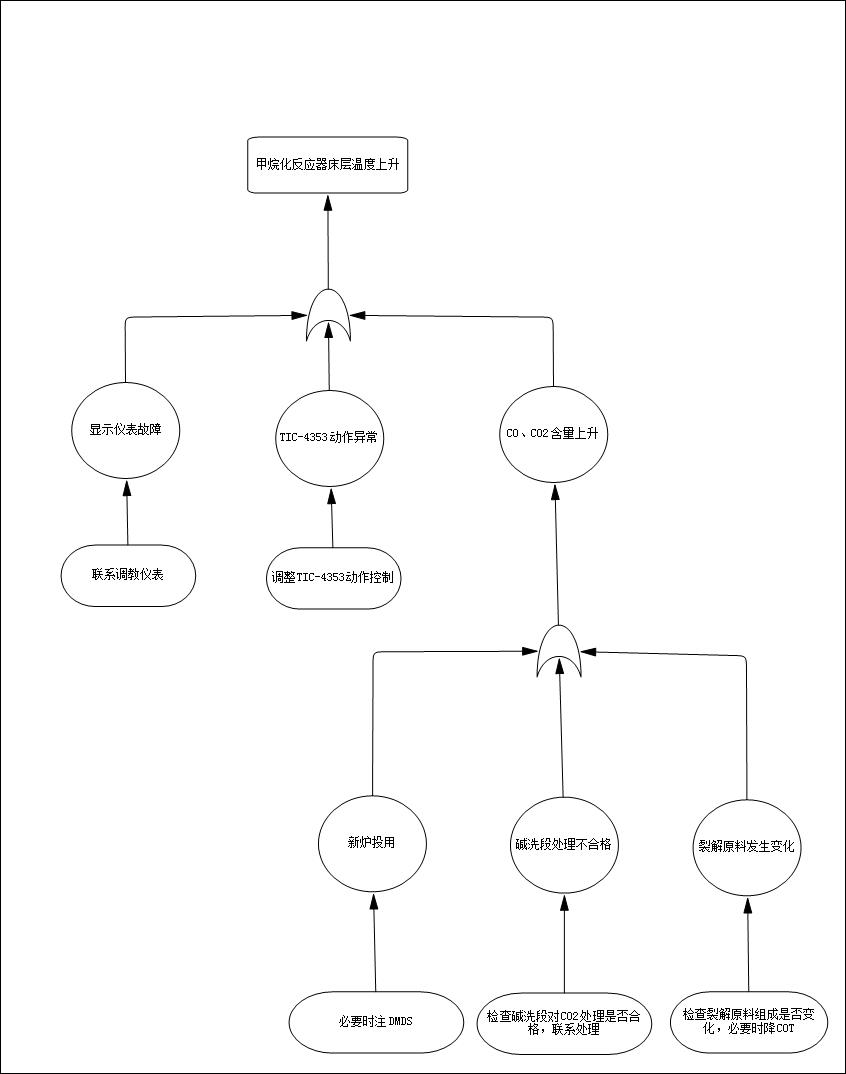 甲烷化反应器床层温度上升
显示仪表故障
TIC-4353动作异常
CO、CO2含量上升
联系调教仪表
调整TIC-4353动作控制
新炉投用
碱洗段处理不合格
裂解原料发生变化
必要时注DMDS
检查碱洗段对CO2处理是否合
格，联系处理
检查裂解原料组成是否变
化，必要时降COT